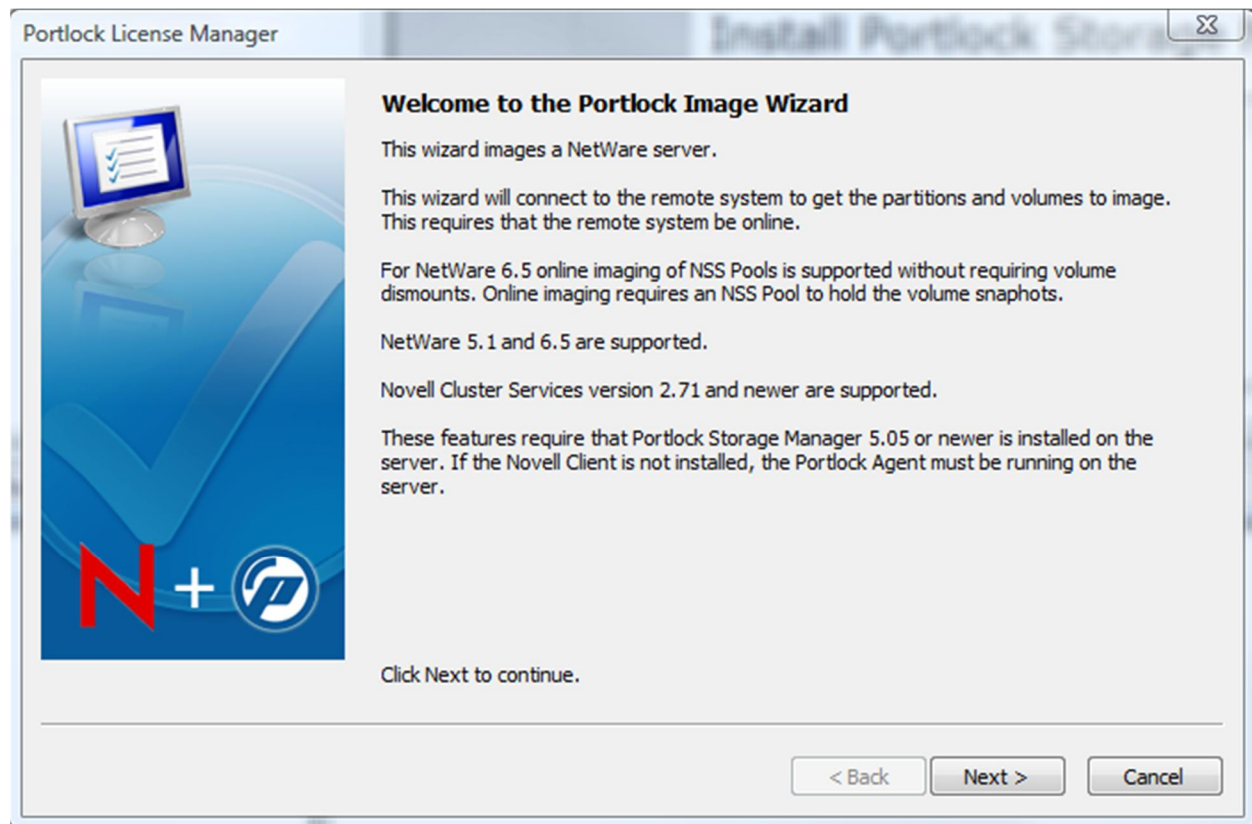 Install Portlock Storage
Portlock License Manager
Welcome to the Portlock Image Wizard
This wizard images a NetWare server.
This wizard will connect to the remote system to get the partitions and volumes to image.
This requires that the remote system be online.
For NetWare 6.5 online imaging of NSS Pools is supported without requiring volume
dismounts. Online imaging requires an NSS Pool to hold the volume snaphots.
NetWare 5.1 and 6.5 are supported.
Novell Cluster Services version 2.71 and newer are supported.
These features require that Portlock Storage Manager 5.05 or newer is installed on the
server. If the Novell Client is not installed, the Portlock Agent must be running on the
server.
N+
Click Next to continue.
< Back Next > Cancel